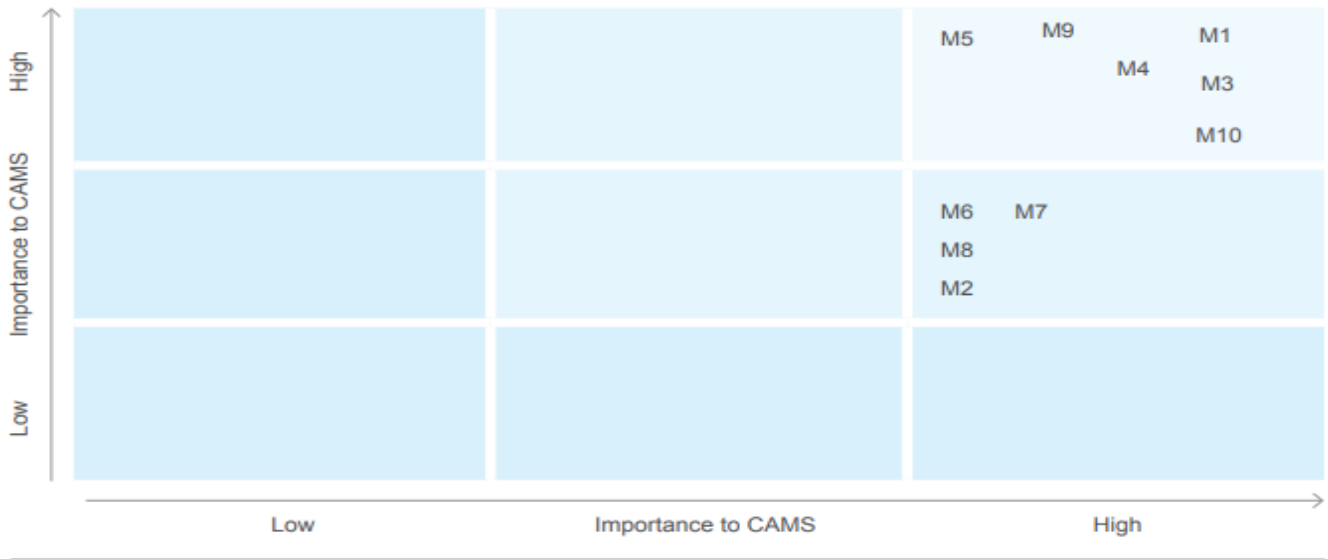 High
Importance to CAMS
Low
M5
M9
M1
M4
M3
M10
M6
M7
M8
M2
Low
Importance to CAMS
High